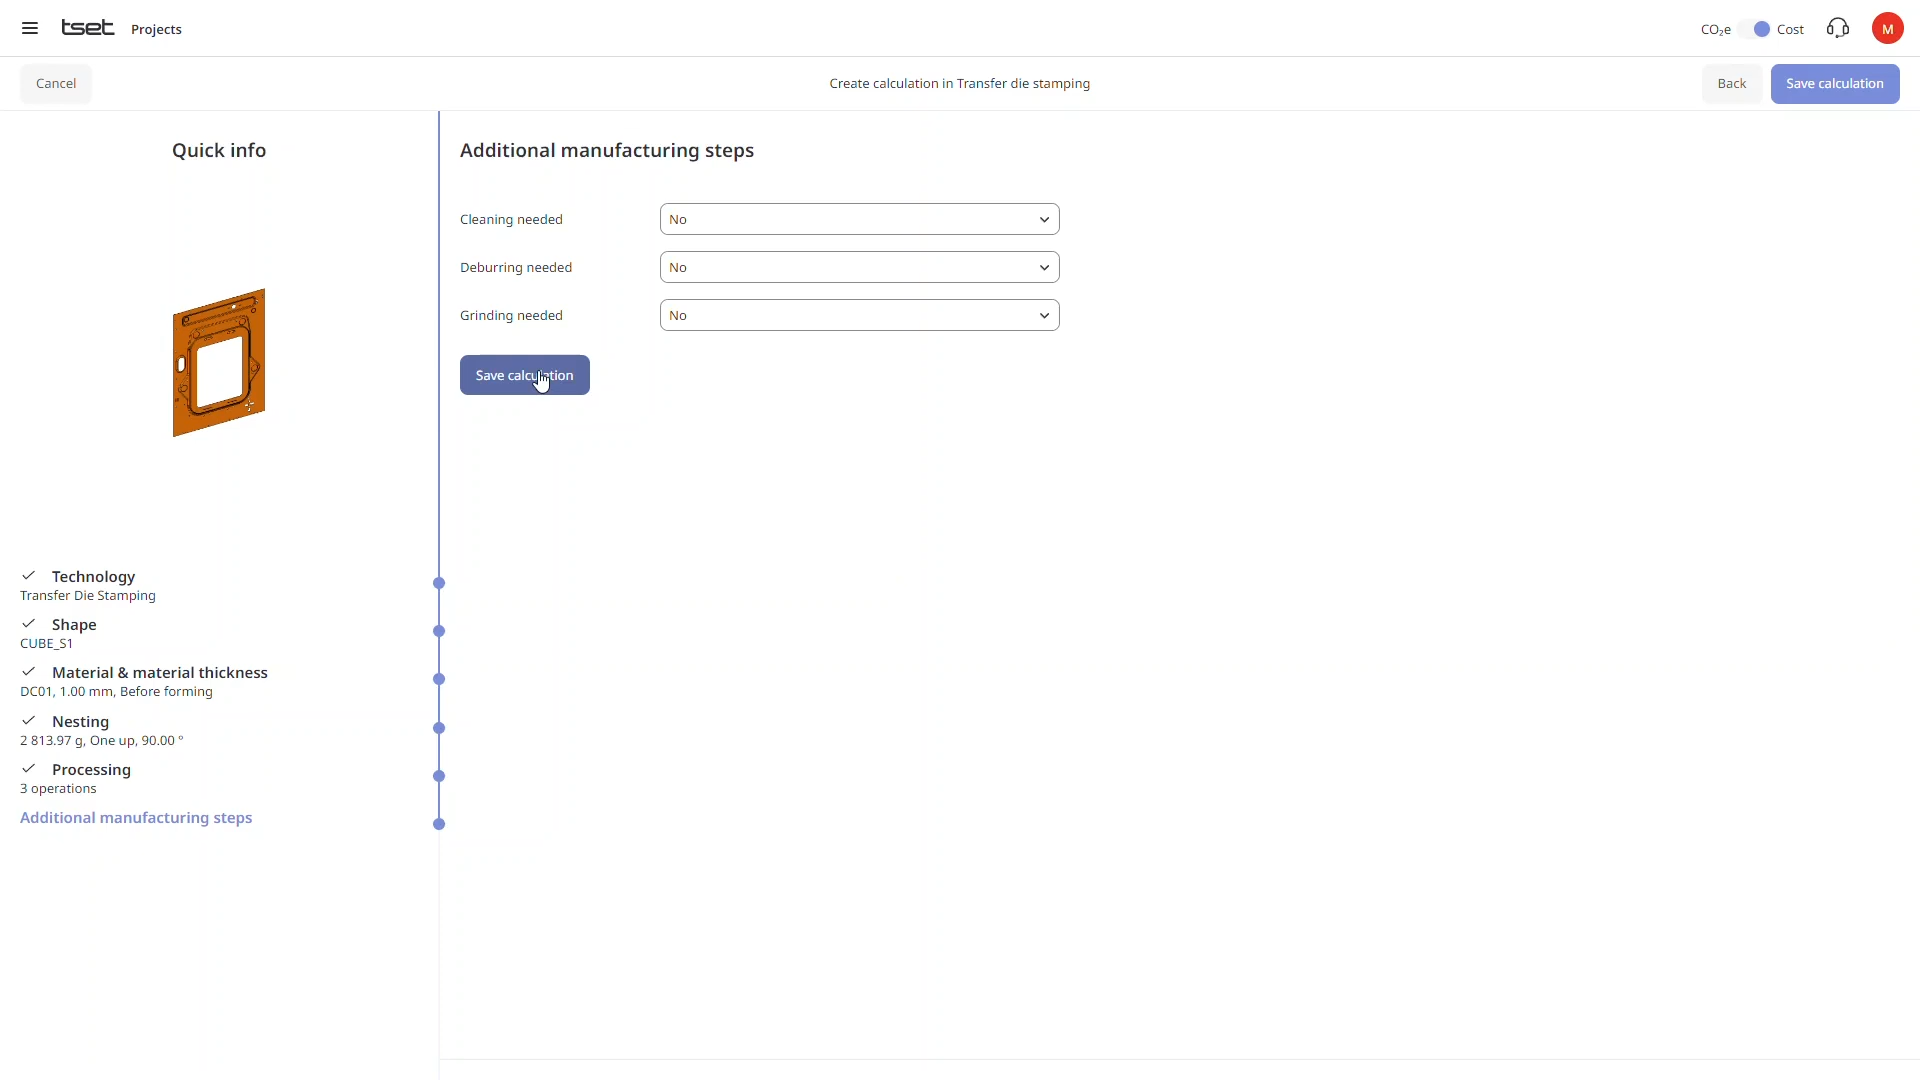 tset Projects CO₂e Cost M
Cancel Create calculation in Transfer die stamping Back Save calculation
Quick info
Additional manufacturing steps
Cleaning needed No
Deburring needed No
Grinding needed No
Save calculation
Technology
Transfer Die Stamping
Shape
CUBE_S1
Material & material thickness
DC01, 1.00 mm, Before forming
Nesting
2 813.97 g, One up, 90.00 °
Processing
3 operations
Additional manufacturing steps